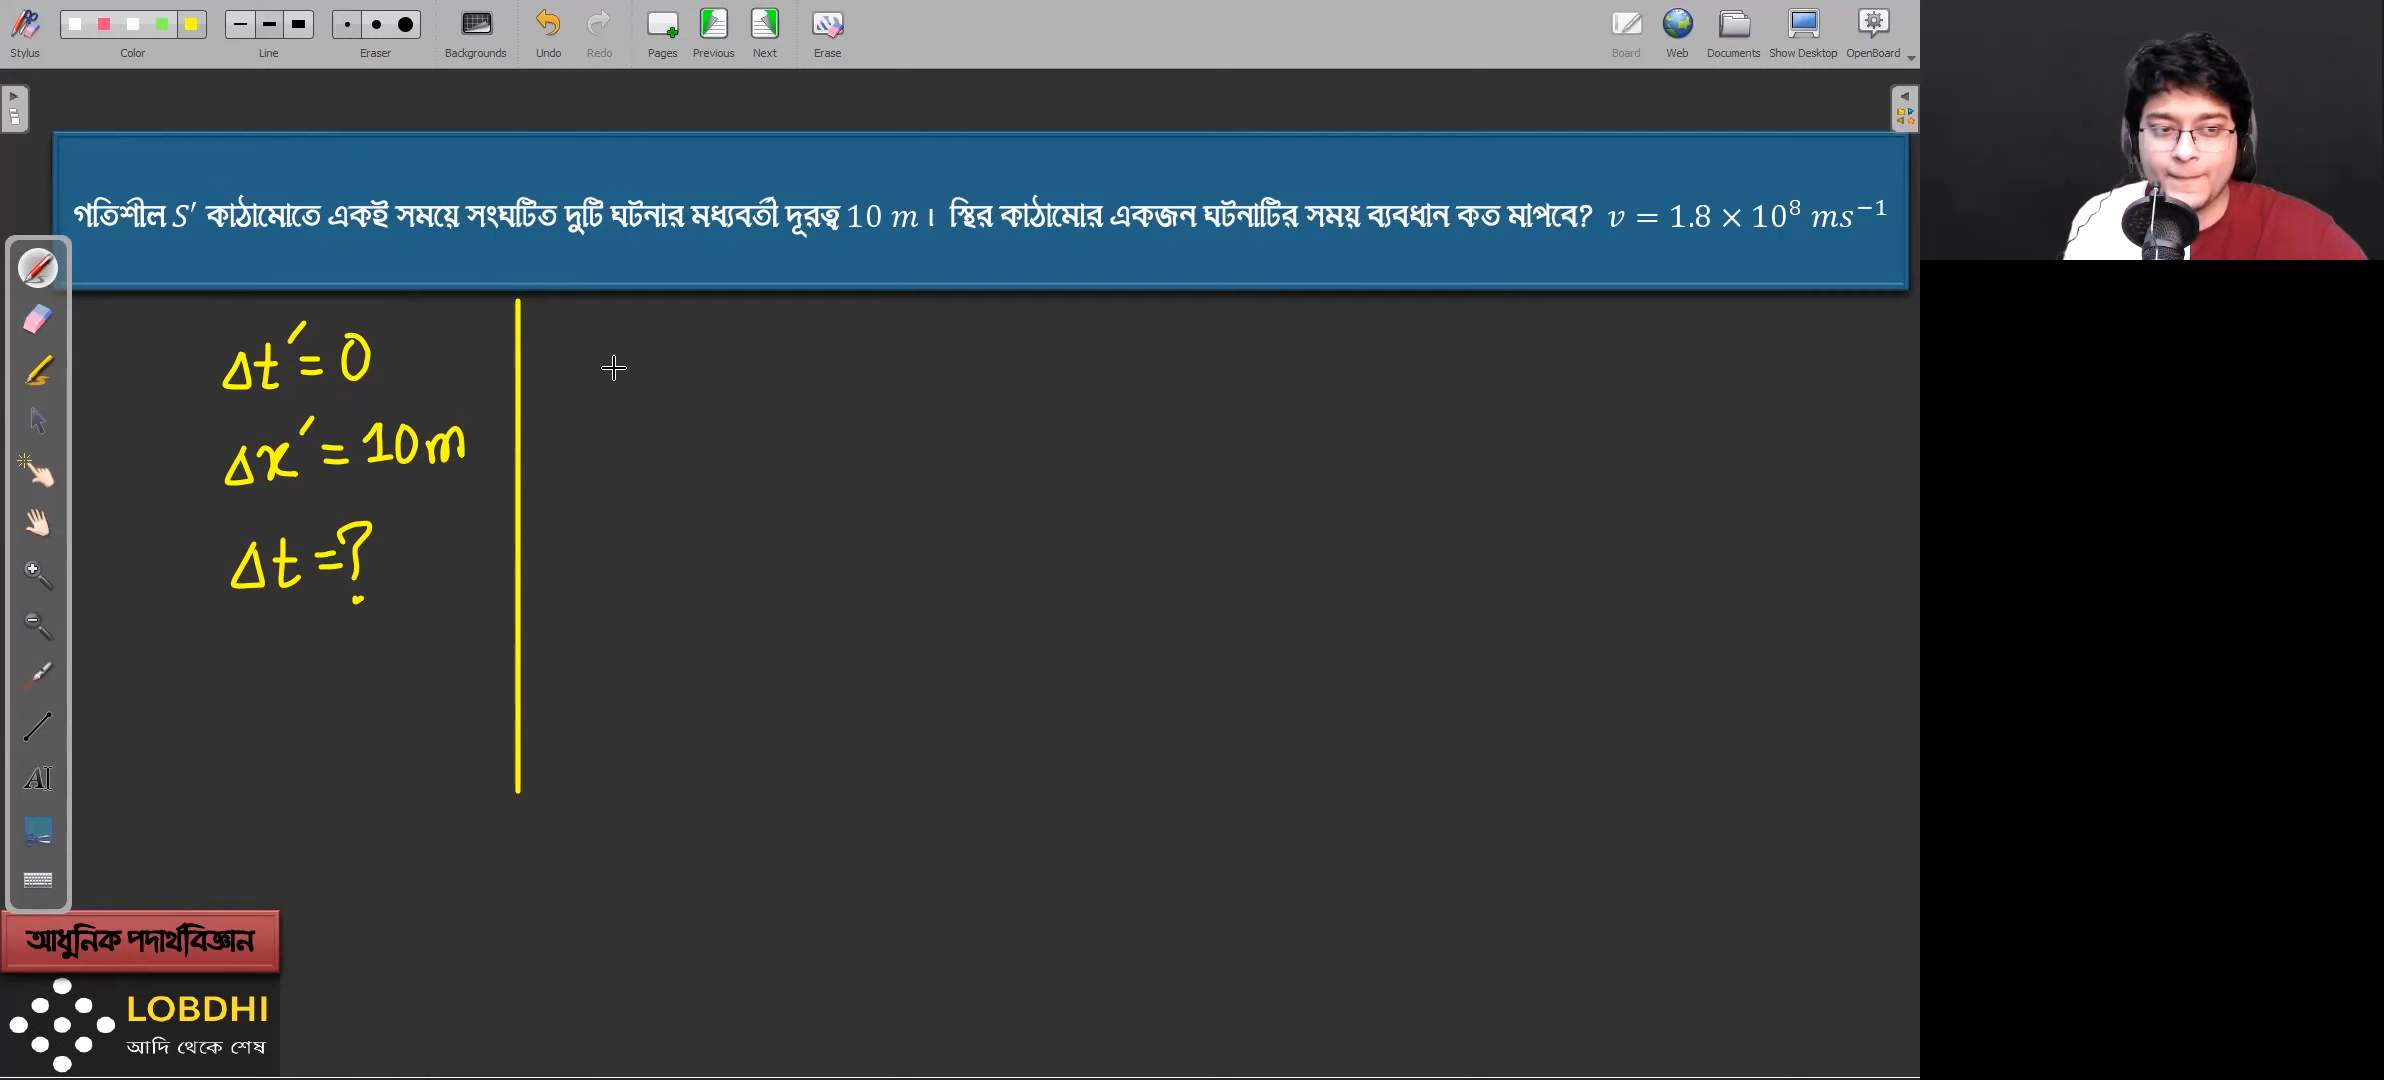 Stylus Color Line Eraser Backgrounds Undo Redo Pages Previous Next Erase Board Web Documents Show Desktop OpenBoard
গতিশীল S′ কাঠামোতে একই সময়ে সংঘটিত দুটি ঘটনার মধ্যবর্তী দূরত্ব 10 m । স্থির কাঠামোর একজন ঘটনাটির সময় ব্যবধান কত মাপবে? v = 1.8 × 10⁸ ms⁻¹
Δt′ = 0
Δx′ = 10m
Δt = ?
AI
আধুনিক পদার্থবিজ্ঞান
LOBDHI
আদি থেকে শেষ